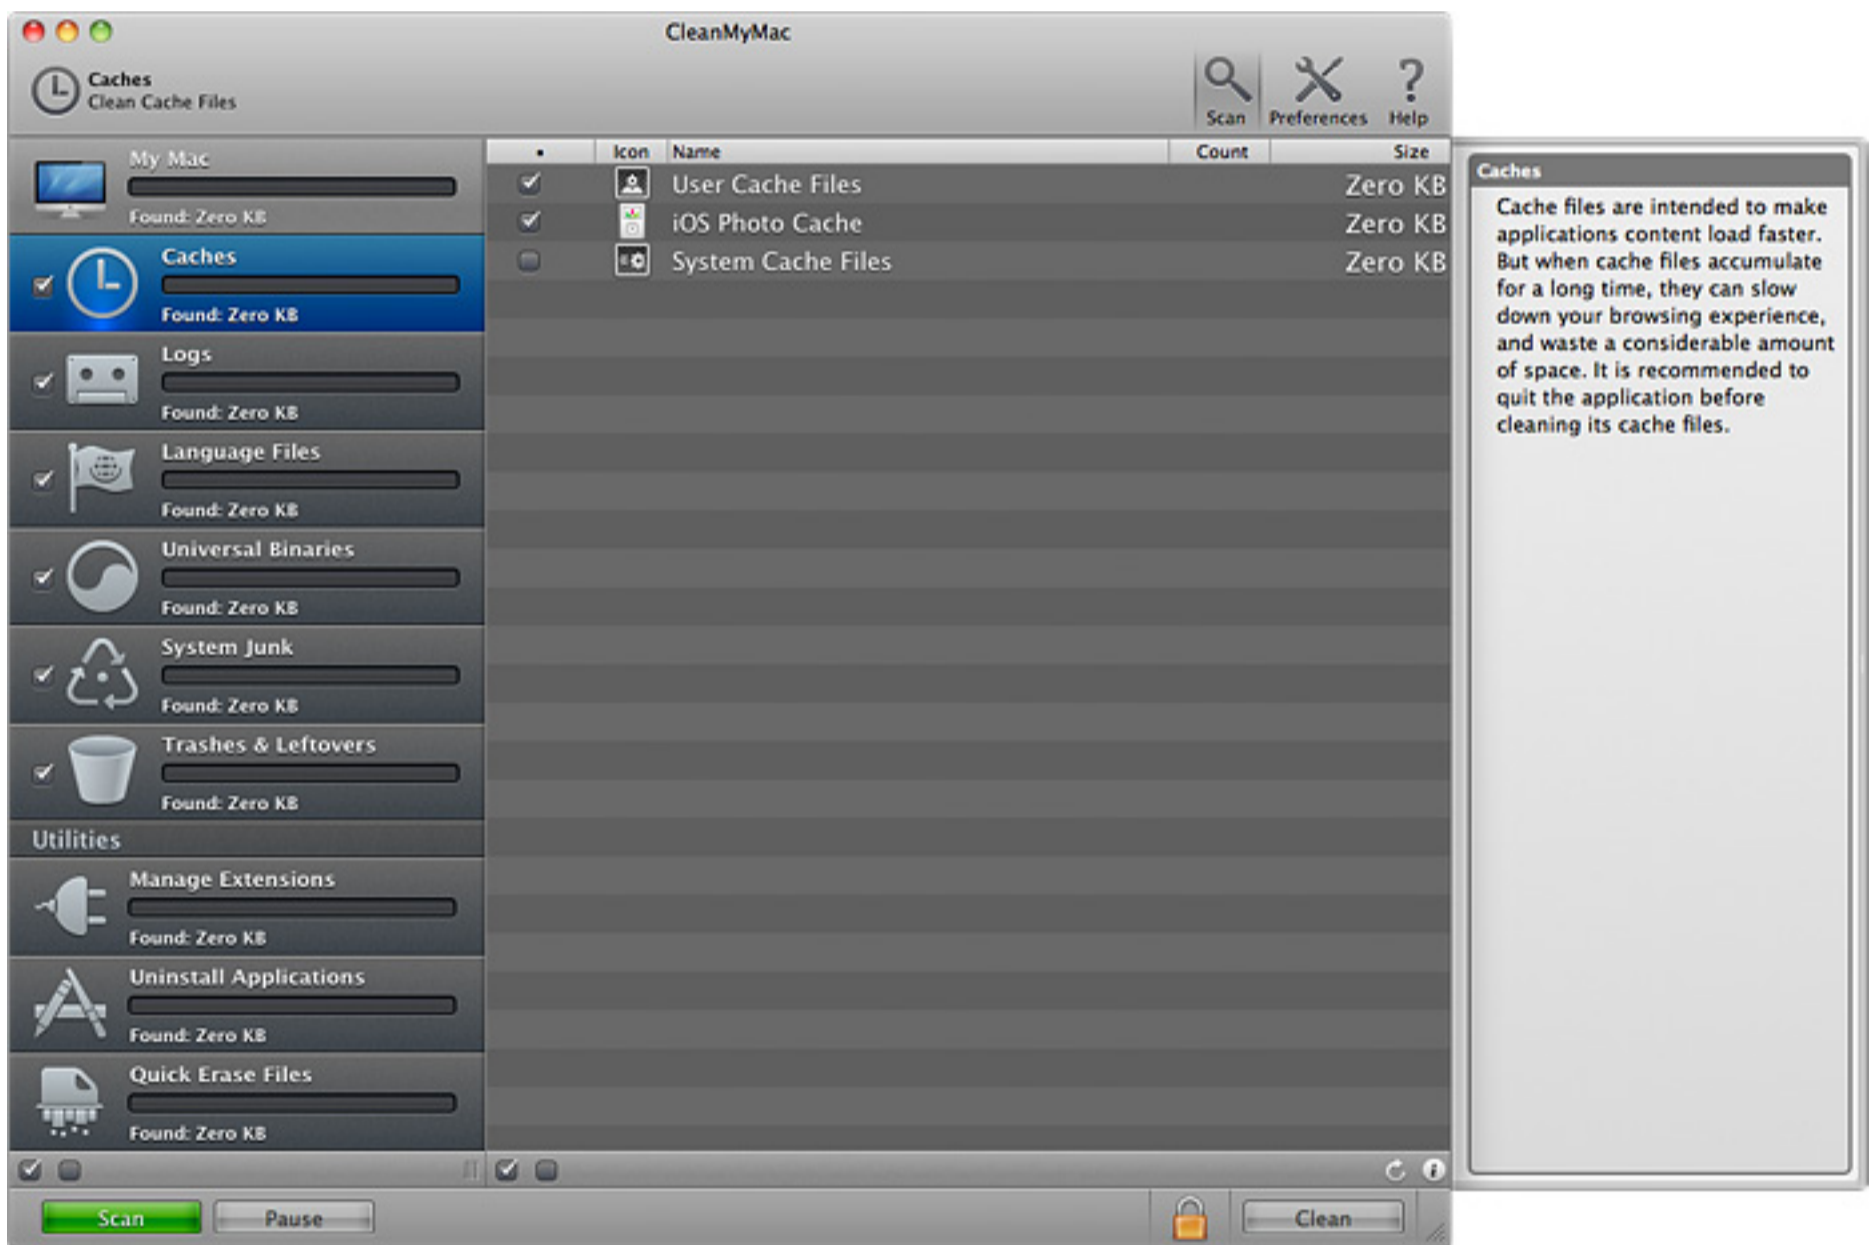 CleanMyMac
Caches
Clean Cache Files
Scan
Preferences
Help
My Mac
Found: Zero KB
Caches
Found: Zero KB
Logs
Found: Zero KB
Language Files
Found: Zero KB
Universal Binaries
Found: Zero KB
System Junk
Found: Zero KB
Trashes & Leftovers
Found: Zero KB
Utilities
Manage Extensions
Found: Zero KB
Uninstall Applications
Found: Zero KB
Quick Erase Files
Found: Zero KB
Icon Name Count Size
User Cache Files Zero KB
iOS Photo Cache Zero KB
System Cache Files Zero KB
Caches
Cache files are intended to make
applications content load faster.
But when cache files accumulate
for a long time, they can slow
down your browsing experience,
and waste a considerable amount
of space. It is recommended to
quit the application before
cleaning its cache files.
Scan
Pause
Clean